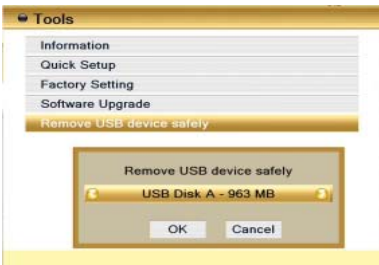 Tools
Information
Quick Setup
Factory Setting
Software Upgrade
Remove USB device safely
Remove USB device safely
USB Disk A - 963 MB
OK Cancel